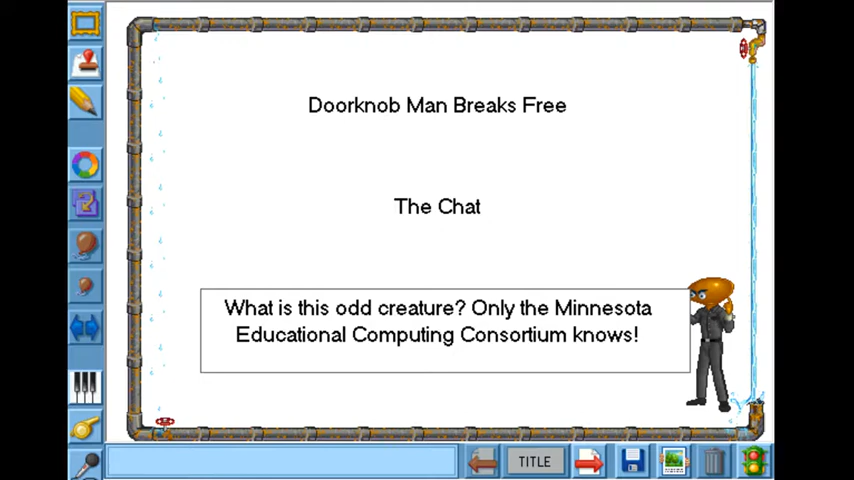 Doorknob Man Breaks Free
The Chat
What is this odd creature? Only the Minnesota
Educational Computing Consortium knows!
TITLE